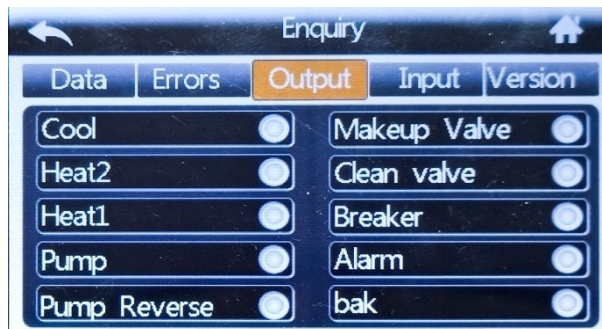 Enquiry
Data Errors Output Input Version
Cool
Heat2
Heat1
Pump
Pump Reverse
Makeup Valve
Clean valve
Breaker
Alarm
bak